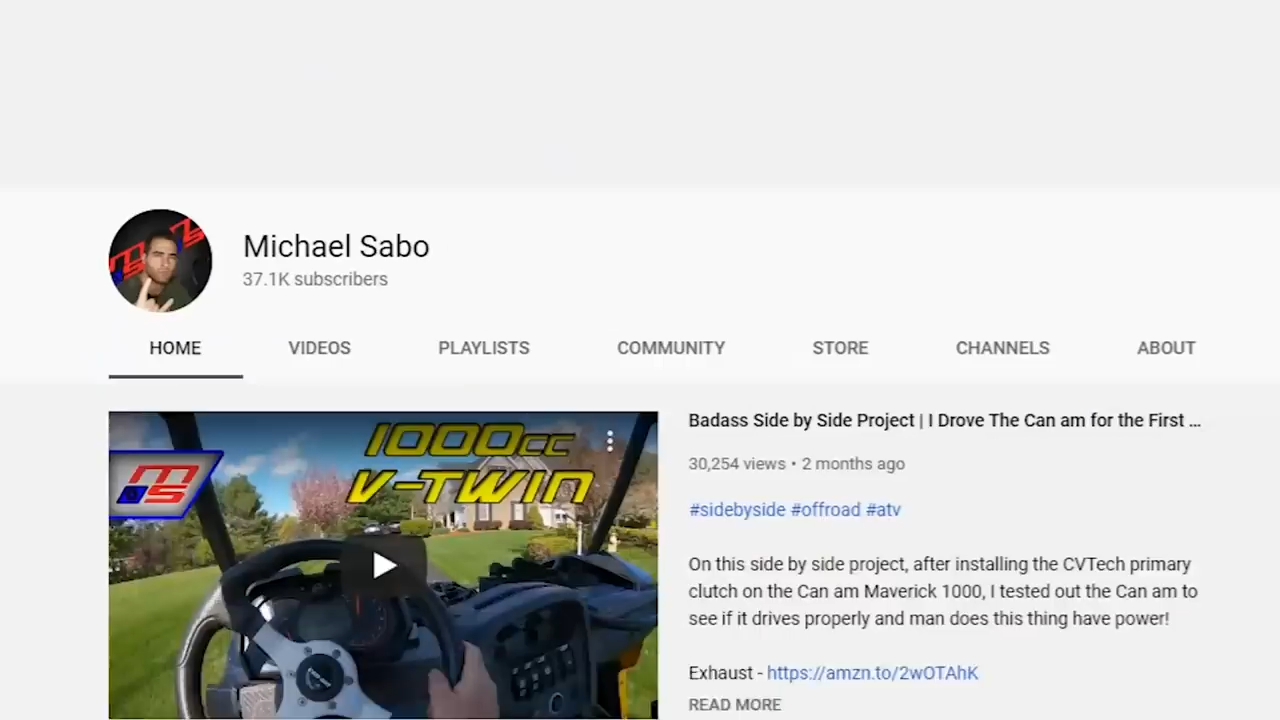 Michael Sabo
37.1K subscribers
HOME
VIDEOS
PLAYLISTS
COMMUNITY
STORE
CHANNELS
ABOUT
1000cc
V-TWIN
MS
Badass Side by Side Project | I Drove The Can am for the First ...
30,254 views • 2 months ago
#sidebyside #offroad #atv
On this side by side project, after installing the CVTech primary
clutch on the Can am Maverick 1000, I tested out the Can am to
see if it drives properly and man does this thing have power!
Exhaust - https://amzn.to/2wOTAhK
READ MORE